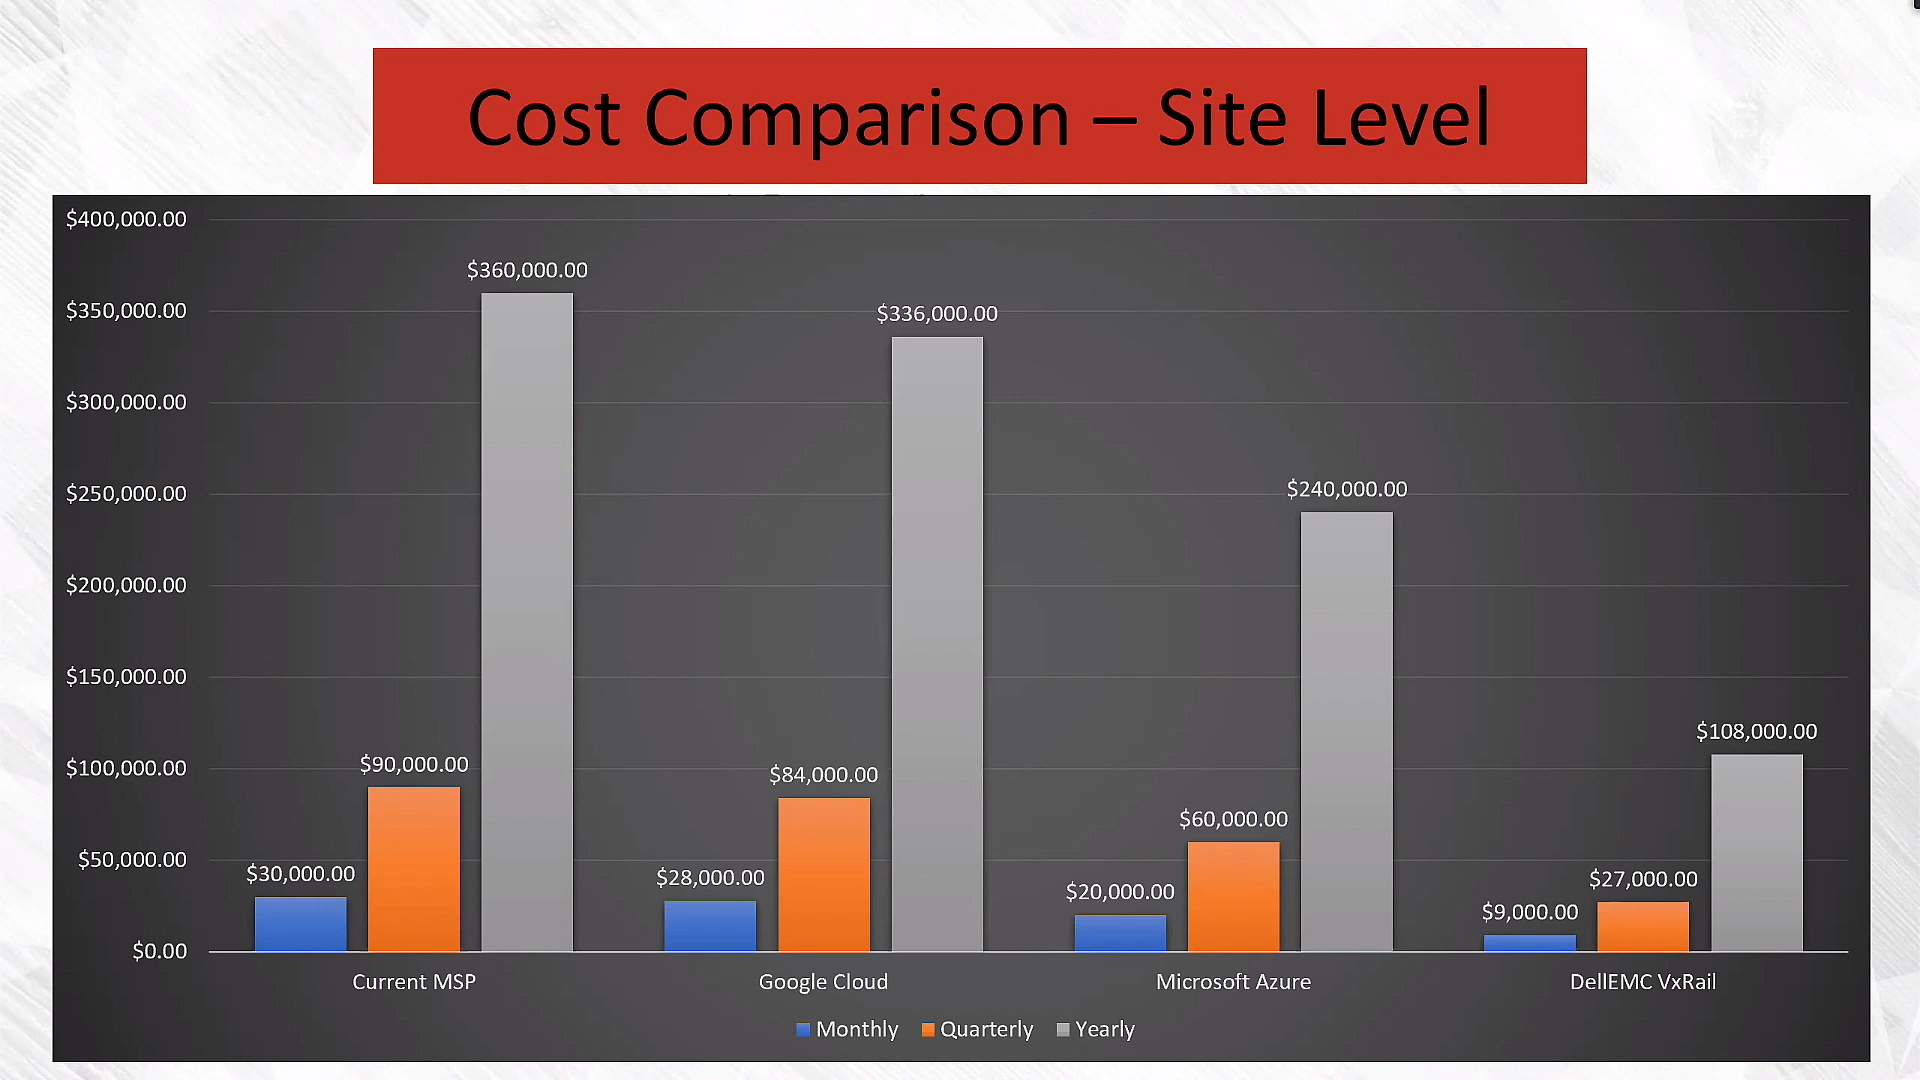 Cost Comparison – Site Level
$400,000.00
$350,000.00
$300,000.00
$250,000.00
$200,000.00
$150,000.00
$100,000.00
$50,000.00
$0.00
$30,000.00
$90,000.00
$360,000.00
$28,000.00
$84,000.00
$336,000.00
$20,000.00
$60,000.00
$240,000.00
$9,000.00
$27,000.00
$108,000.00
Current MSP
Google Cloud
Microsoft Azure
DellEMC VxRail
Monthly
Quarterly
Yearly